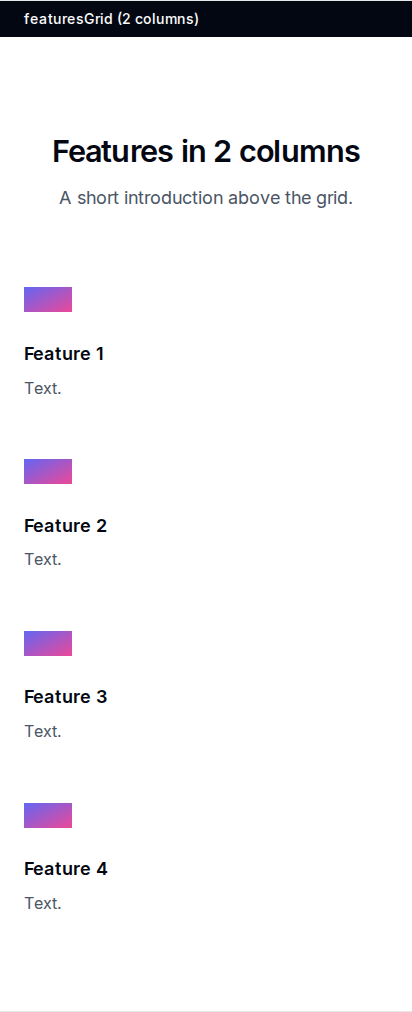 featuresGrid (2 columns)
Features in 2 columns
A short introduction above the grid.
Feature 1
Text.
Feature 2
Text.
Feature 3
Text.
Feature 4
Text.